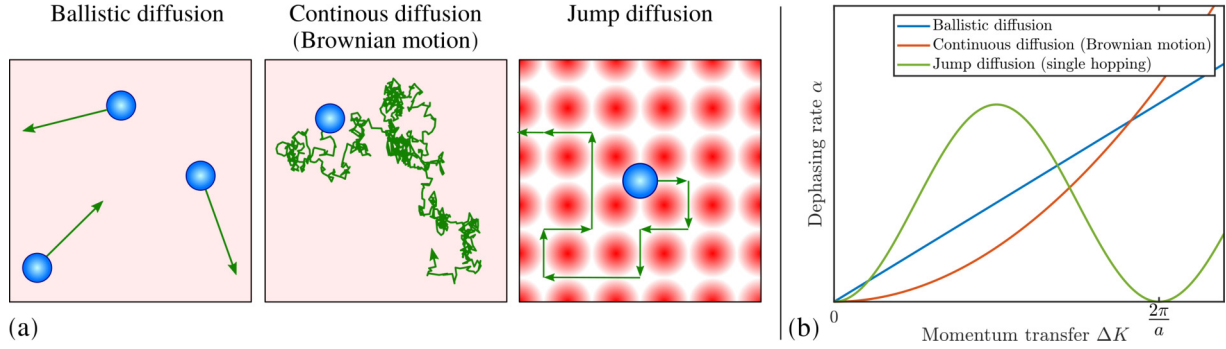 Ballistic diffusion
Continous diffusion
(Brownian motion)
Jump diffusion
(a)
Dephasing rate α
Ballistic diffusion
Continuous diffusion (Brownian motion)
Jump diffusion (single hopping)
0
2π
a
(b)
Momentum transfer ΔK